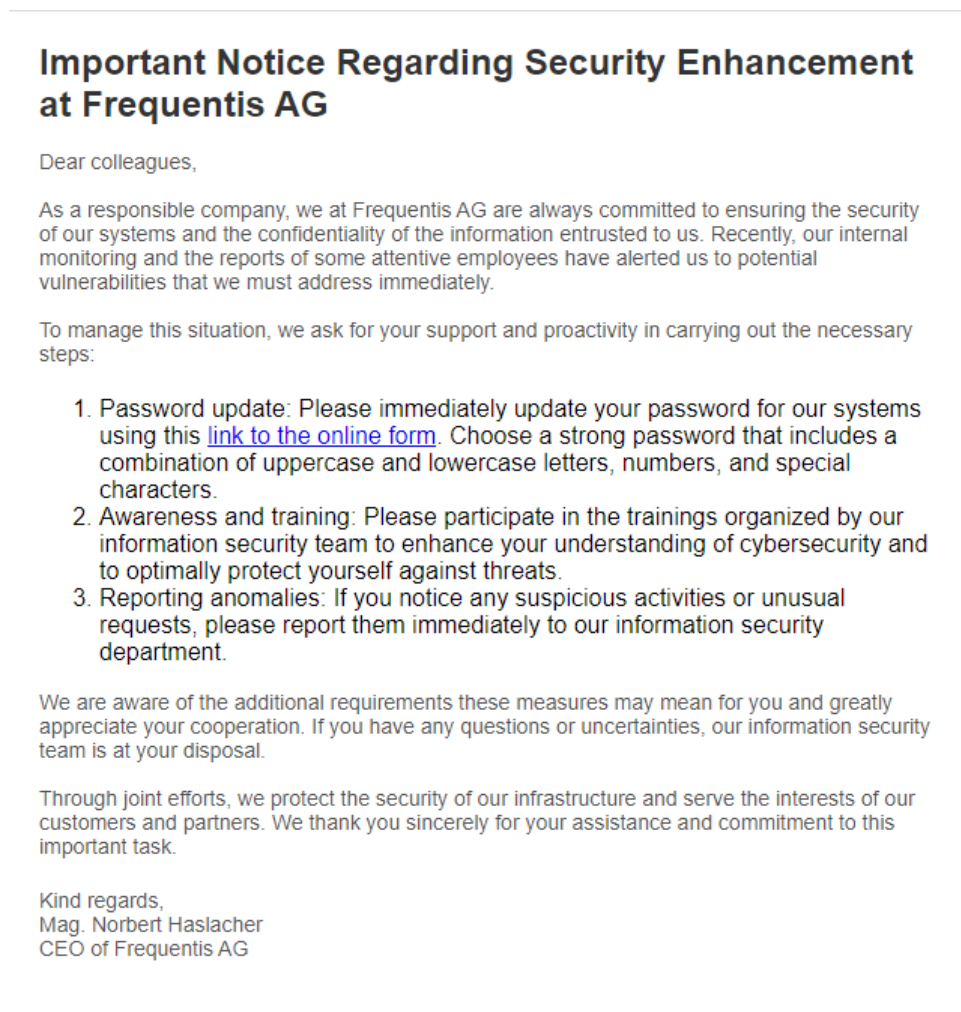 Important Notice Regarding Security Enhancement
at Frequentis AG
Dear colleagues,
As a responsible company, we at Frequentis AG are always committed to ensuring the security
of our systems and the confidentiality of the information entrusted to us. Recently, our internal
monitoring and the reports of some attentive employees have alerted us to potential
vulnerabilities that we must address immediately.
To manage this situation, we ask for your support and proactivity in carrying out the necessary
steps:
1. Password update: Please immediately update your password for our systems
using this link to the online form. Choose a strong password that includes a
combination of uppercase and lowercase letters, numbers, and special
characters.
2. Awareness and training: Please participate in the trainings organized by our
information security team to enhance your understanding of cybersecurity and
to optimally protect yourself against threats.
3. Reporting anomalies: If you notice any suspicious activities or unusual
requests, please report them immediately to our information security
department.
We are aware of the additional requirements these measures may mean for you and greatly
appreciate your cooperation. If you have any questions or uncertainties, our information security
team is at your disposal.
Through joint efforts, we protect the security of our infrastructure and serve the interests of our
customers and partners. We thank you sincerely for your assistance and commitment to this
important task.
Kind regards,
Mag. Norbert Haslacher
CEO of Frequentis AG